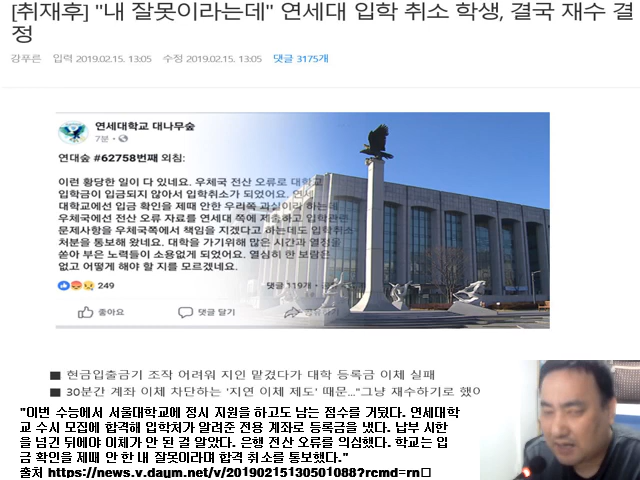 [취재후] "내 잘못이라는데" 연세대 입학 취소 학생, 결국 재수 결
정
강푸른 입력 2019.02.15. 13:05 수정 2019.02.15. 13:05 댓글 3175개
연세대학교 대나무숲
7분
연대숲 #62758번째 외침:
이런 황당한 일이 다 있네요. 우체국 전산 오류로 대학교
입학금이 입금되지 않아서 입학취소가 되었어요. 연세
대학교에선 입금 확인을 제때 안한 우리쪽 과실이라 하는데
우체국에선 전산 오류 자료를 연세대 쪽에 제출하고 입학관련
문제사항을 우체국쪽에서 책임을 지겠다고 하는데도 입학취소
처분을 통보해 왔네요. 대학을 가기위해 많은 시간과 열정을
쏟아 부은 노력들이 소용없게 되었어요. 열심히 한 보람은
없고 어떻게 해야 할 지를 모르겠네요.
249 댓글 119개
좋아요 댓글 달기 공유하기
■ 현금입출금기 조작 어려워 지인 맡겼다가 대학 등록금 이체 실패
■ 30분간 계좌 이체 차단하는 '지연 이체 제도' 때문..."그냥 재수하기로 했어
"이번 수능에서 서울대학교에 정시 지원을 하고도 남는 점수를 거뒀다. 연세대학
교 수시 모집에 합격해 입학처가 알려준 전용 계좌로 등록금을 냈다. 납부 시한
을 넘긴 뒤에야 이체가 안 된 걸 알았다. 은행 전산 오류를 의심했다. 학교는 입
금 확인을 제때 안 한 내 잘못이라며 합격 취소를 통보했다."
출처 https://news.v.daum.net/v/20190215130501088?rcmd=rn□